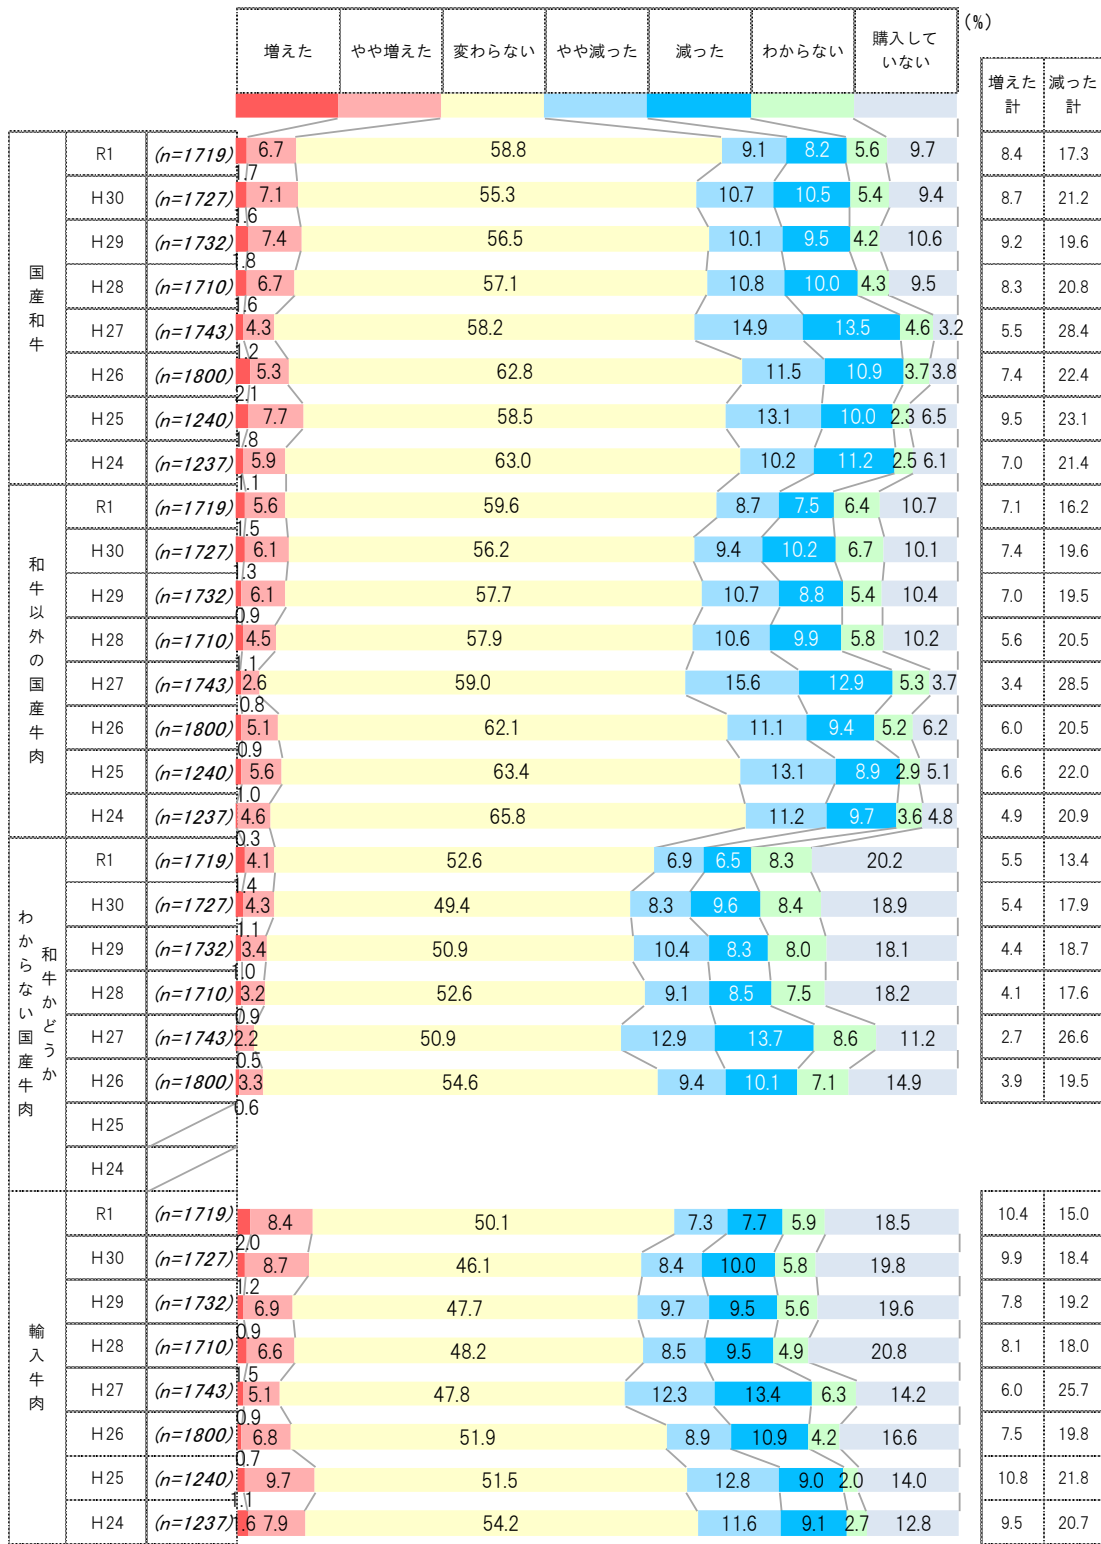 (%)
増えた やや増えた 変わらない やや減った 減った わからない 購入して
いない
増えた 減った
計 計
国産和牛
R1 (n=1719) 6.7 58.8 9.1 8.2 5.6 9.7 8.4 17.3
1.7
H30 (n=1727) 7.1 55.3 10.7 10.5 5.4 9.4 8.7 21.2
1.6
H29 (n=1732) 7.4 56.5 10.1 9.5 4.2 10.6 9.2 19.6
1.8
H28 (n=1710) 6.7 57.1 10.8 10.0 4.3 9.5 8.3 20.8
1.6
H27 (n=1743) 4.3 58.2 14.9 13.5 4.6 3.2 5.5 28.4
1.2
H26 (n=1800) 5.3 62.8 11.5 10.9 3.7 3.8 7.4 22.4
2.1
H25 (n=1240) 7.7 58.5 13.1 10.0 2.3 6.5 9.5 23.1
1.8
H24 (n=1237) 5.9 63.0 10.2 11.2 2.5 6.1 7.0 21.4
1.1
和牛以外の国産牛肉
R1 (n=1719) 5.6 59.6 8.7 7.5 6.4 10.7 7.1 16.2
1.5
H30 (n=1727) 6.1 56.2 9.4 10.2 6.7 10.1 7.4 19.6
1.3
H29 (n=1732) 6.1 57.7 10.7 8.8 5.4 10.4 7.0 19.5
0.9
H28 (n=1710) 4.5 57.9 10.6 9.9 5.8 10.2 5.6 20.5
1.1
H27 (n=1743) 2.6 59.0 15.6 12.9 5.3 3.7 3.4 28.5
0.8
H26 (n=1800) 5.1 62.1 11.1 9.4 5.2 6.2 6.0 20.5
0.9
H25 (n=1240) 5.6 63.4 13.1 8.9 2.9 5.1 6.6 22.0
1.0
H24 (n=1237) 4.6 65.8 11.2 9.7 3.6 4.8 4.9 20.9
0.3
和牛かどうか
わからない国産牛肉
R1 (n=1719) 4.1 52.6 6.9 6.5 8.3 20.2 5.5 13.4
1.4
H30 (n=1727) 4.3 49.4 8.3 9.6 8.4 18.9 5.4 17.9
1.1
H29 (n=1732) 3.4 50.9 10.4 8.3 8.0 18.1 4.4 18.7
1.0
H28 (n=1710) 3.2 52.6 9.1 8.5 7.5 18.2 4.1 17.6
0.9
H27 (n=1743) 2.2 50.9 12.9 13.7 8.6 11.2 2.7 26.6
0.5
H26 (n=1800) 3.3 54.6 9.4 10.1 7.1 14.9 3.9 19.5
0.6
H25
H24
輸入牛肉
R1 (n=1719) 8.4 50.1 7.3 7.7 5.9 18.5 10.4 15.0
2.0
H30 (n=1727) 8.7 46.1 8.4 10.0 5.8 19.8 9.9 18.4
1.2
H29 (n=1732) 6.9 47.7 9.7 9.5 5.6 19.6 7.8 19.2
0.9
H28 (n=1710) 6.6 48.2 8.5 9.5 4.9 20.8 8.1 18.0
1.5
H27 (n=1743) 5.1 47.8 12.3 13.4 6.3 14.2 6.0 25.7
0.9
H26 (n=1800) 6.8 51.9 8.9 10.9 4.2 16.6 7.5 19.8
0.7
H25 (n=1240) 9.7 51.5 12.8 9.0 2.0 14.0 10.8 21.8
1.1
H24 (n=1237) 1.6 7.9 54.2 11.6 9.1 2.7 12.8 9.5 20.7